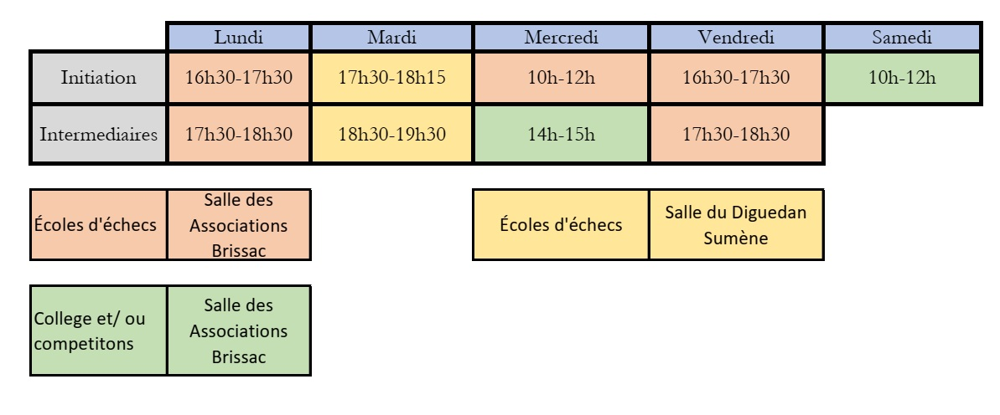 Lundi Mardi Mercredi Vendredi Samedi
Initiation 16h30-17h30 17h30-18h15 10h-12h 16h30-17h30 10h-12h
Intermediaires 17h30-18h30 18h30-19h30 14h-15h 17h30-18h30
Écoles d'échecs
Salle des
Associations
Brissac
Écoles d'échecs
Salle du Diguedan
Sumène
College et/ ou
competitons
Salle des
Associations
Brissac